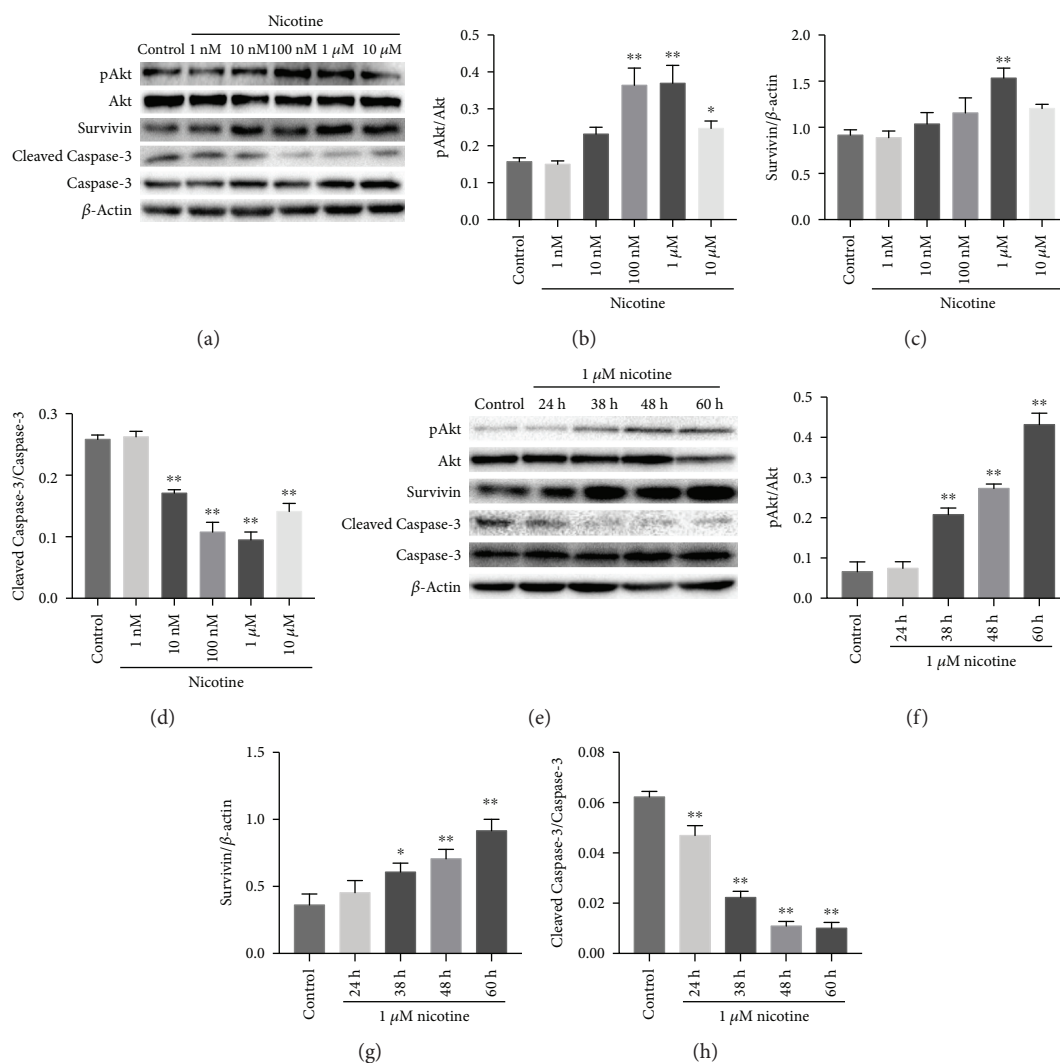 Nicotine
Control 1 nM 10 nM 100 nM 1 μM 10 μM
pAkt
Akt
Survivin
Cleaved Caspase-3
Caspase-3
β-Actin
(a)
pAkt/Akt
0.5
0.4
0.3
0.2
0.1
0.0
** ** *
Control 1 nM 10 nM 100 nM 1 μM 10 μM
Nicotine
(b)
Survivin/β-actin
2.0
1.5
1.0
0.5
0.0
**
Control 1 nM 10 nM 100 nM 1 μM 10 μM
Nicotine
(c)
Cleaved Caspase-3/Caspase-3
0.3
0.2
0.1
0.0
** ** ** **
Control 1 nM 10 nM 100 nM 1 μM 10 μM
Nicotine
(d)
1 μM nicotine
Control 24 h 38 h 48 h 60 h
pAkt
Akt
Survivin
Cleaved Caspase-3
Caspase-3
β-Actin
(e)
pAkt/Akt
0.5
0.4
0.3
0.2
0.1
0.0
** ** **
Control 24 h 38 h 48 h 60 h
1 μM nicotine
(f)
Survivin/β-actin
1.5
1.0
0.5
0.0
* ** **
Control 24 h 38 h 48 h 60 h
1 μM nicotine
(g)
Cleaved Caspase-3/Caspase-3
0.08
0.06
0.04
0.02
0.00
** ** ** **
Control 24 h 38 h 48 h 60 h
1 μM nicotine
(h)